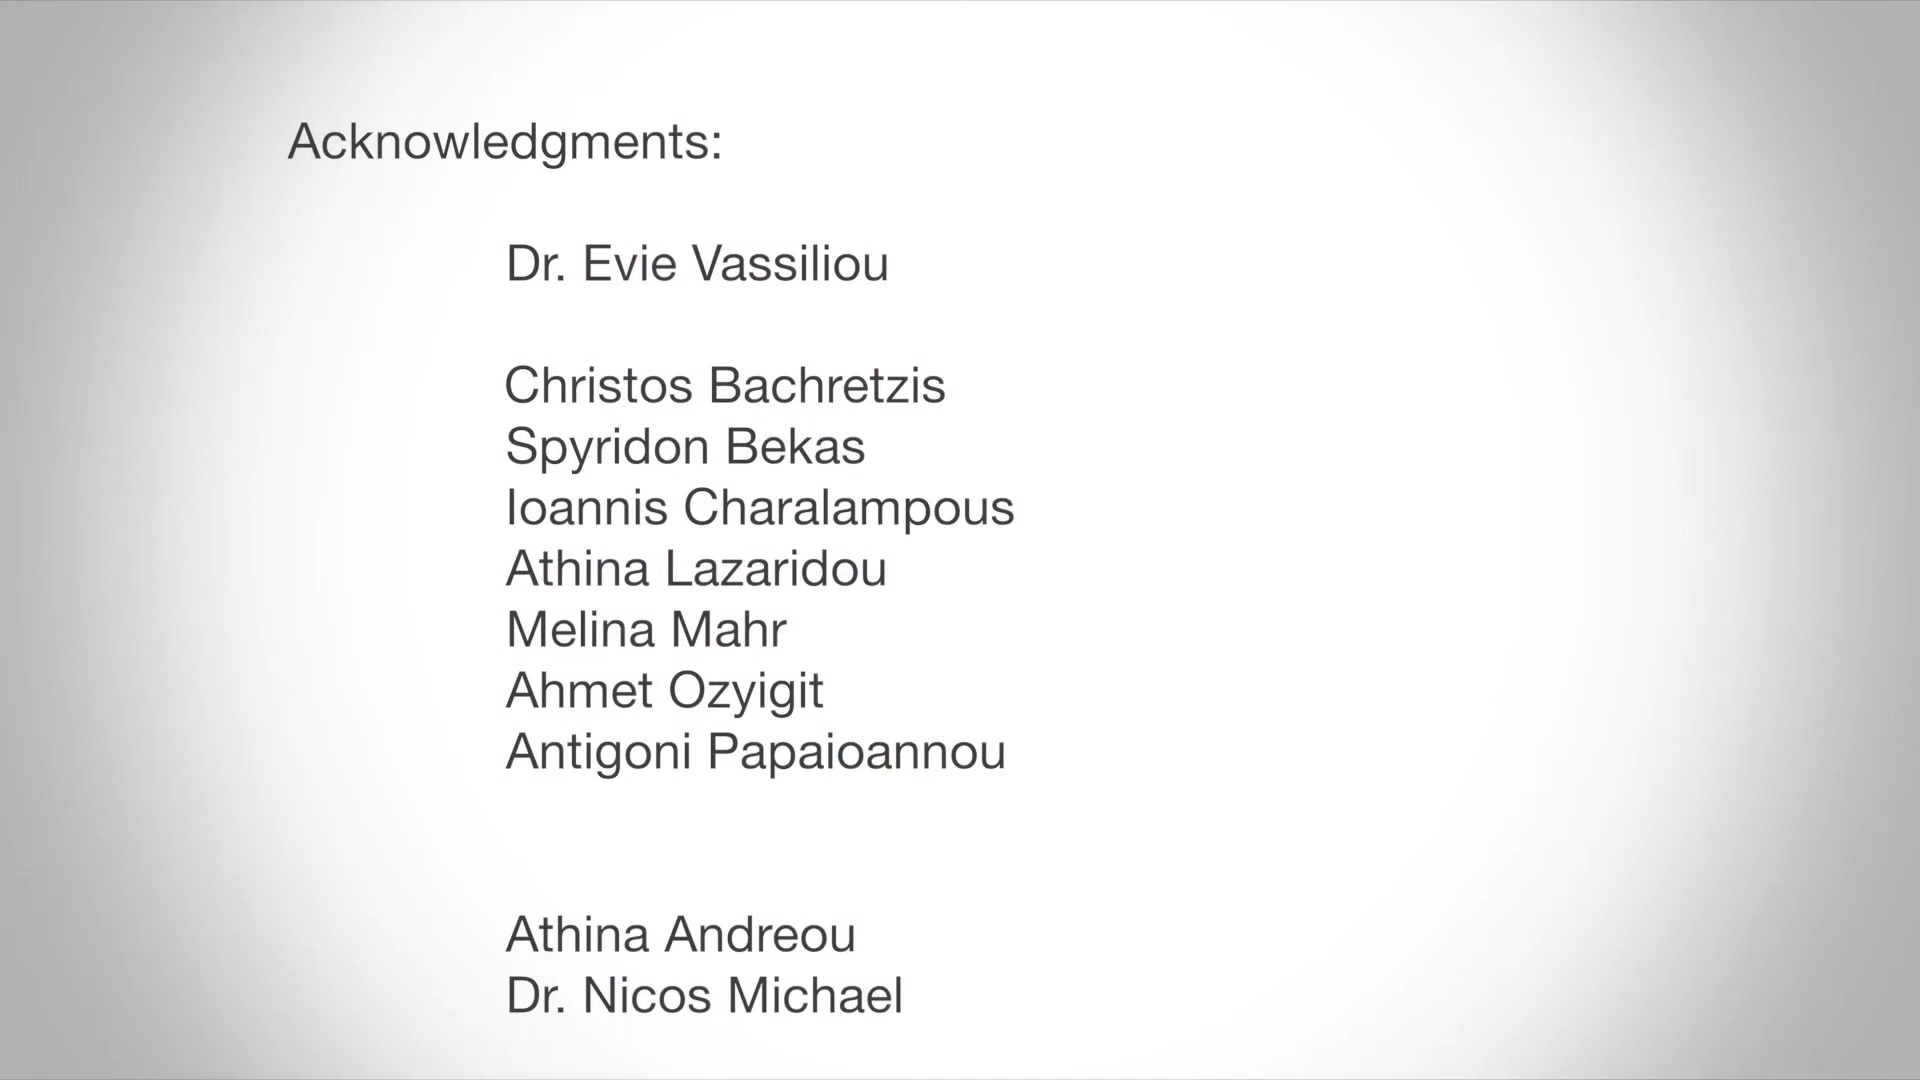 Acknowledgments:
Dr. Evie Vassiliou
Christos Bachretzis
Spyridon Bekas
Ioannis Charalampous
Athina Lazaridou
Melina Mahr
Ahmet Ozyigit
Antigoni Papaioannou
Athina Andreou
Dr. Nicos Michael